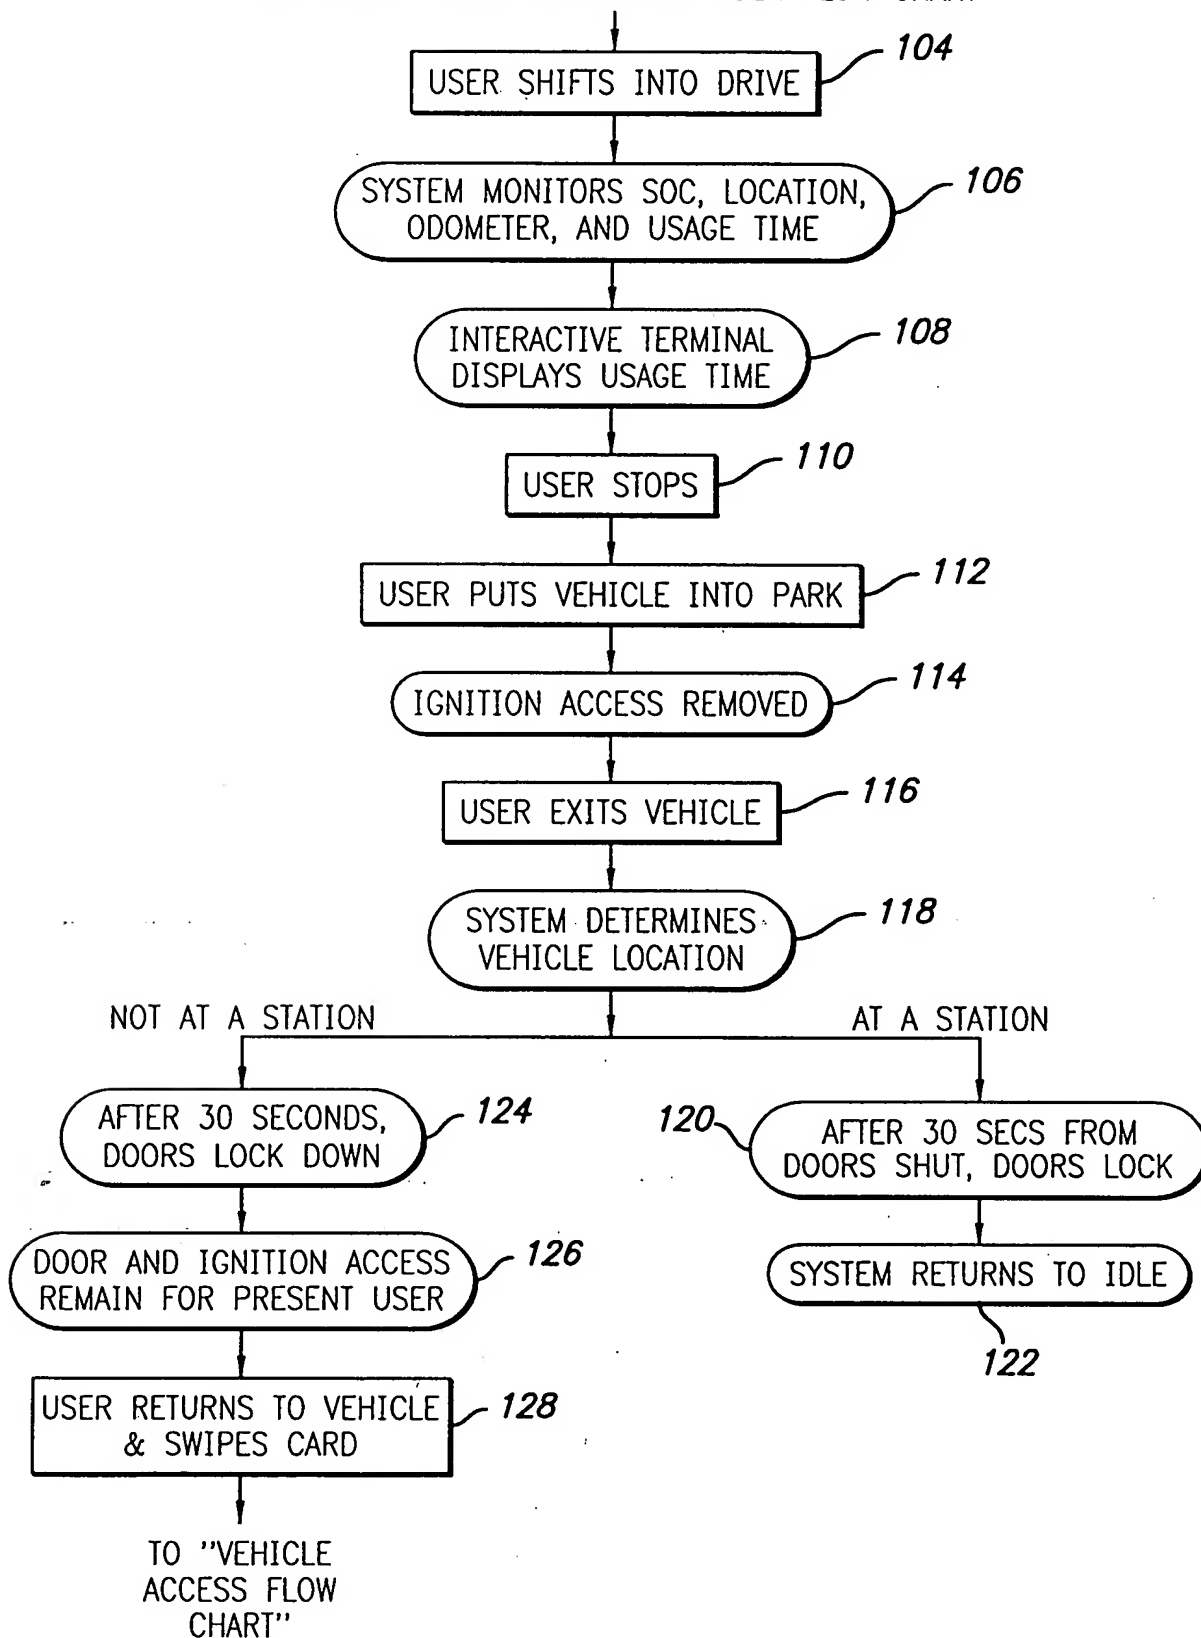 104
USER SHIFTS INTO DRIVE
106
SYSTEM MONITORS SOC, LOCATION,
ODOMETER, AND USAGE TIME
108
INTERACTIVE TERMINAL
DISPLAYS USAGE TIME
110
USER STOPS
112
USER PUTS VEHICLE INTO PARK
114
IGNITION ACCESS REMOVED
116
USER EXITS VEHICLE
118
SYSTEM DETERMINES
VEHICLE LOCATION
NOT AT A STATION
AT A STATION
124
AFTER 30 SECONDS,
DOORS LOCK DOWN
120
AFTER 30 SECS FROM
DOORS SHUT, DOORS LOCK
126
DOOR AND IGNITION ACCESS
REMAIN FOR PRESENT USER
SYSTEM RETURNS TO IDLE
122
USER RETURNS TO VEHICLE
& SWIPES CARD
128
TO "VEHICLE
ACCESS FLOW
CHART"